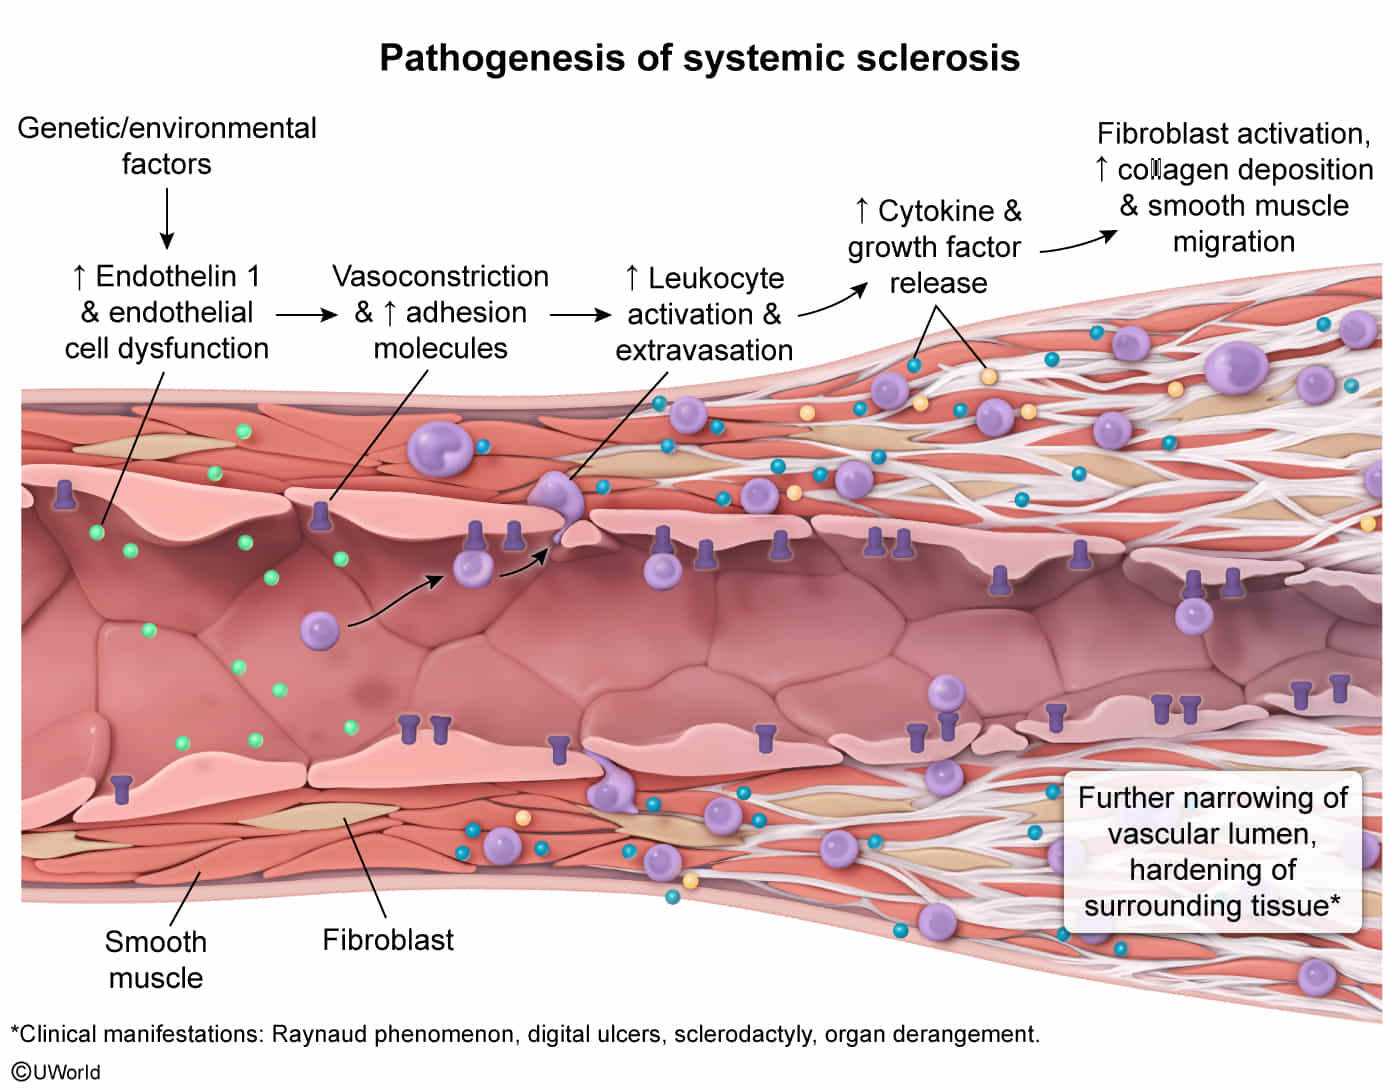 Pathogenesis of systemic sclerosis
Genetic/environmental
factors
↑ Endothelin 1
& endothelial
cell dysfunction
Vasoconstriction
& ↑ adhesion
molecules
↑ Leukocyte
activation &
extravasation
↑ Cytokine &
growth factor
release
Fibroblast activation,
↑ collagen deposition
& smooth muscle
migration
Further narrowing of
vascular lumen,
hardening of
surrounding tissue*
Smooth
muscle
Fibroblast
*Clinical manifestations: Raynaud phenomenon, digital ulcers, sclerodactyly, organ derangement.
©UWorld